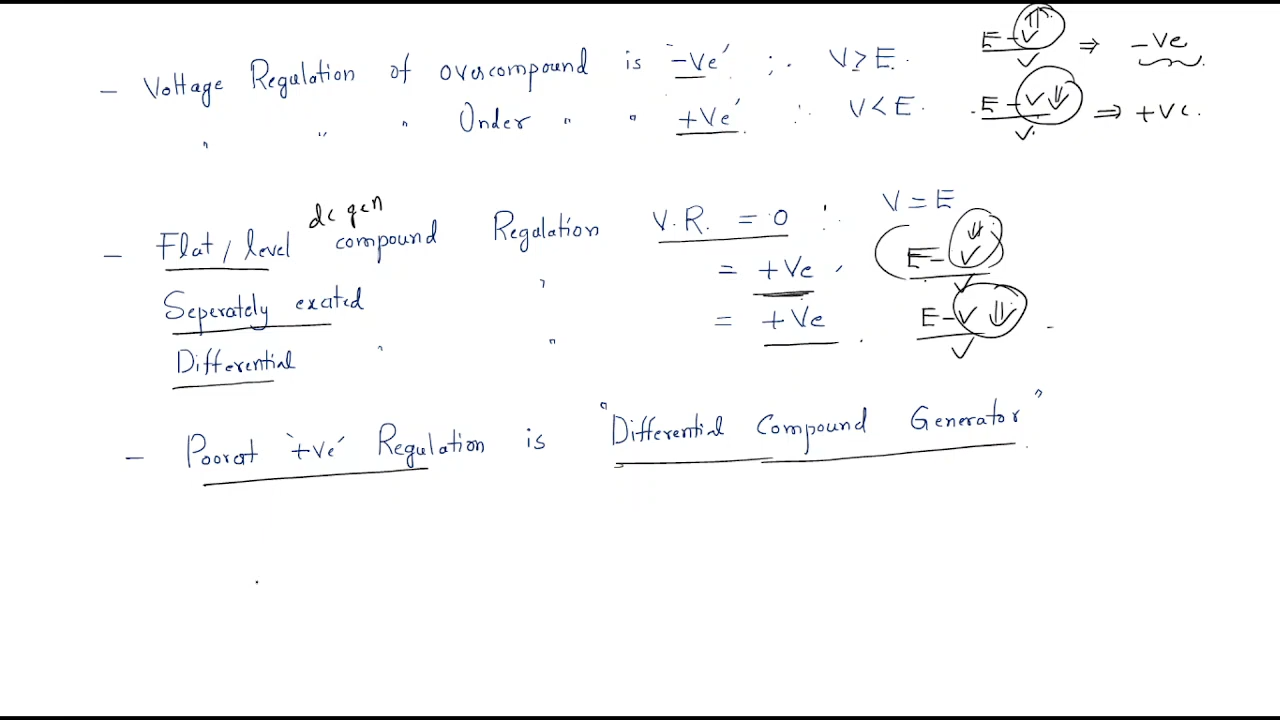 - Voltage Regulation of overcompound is '-Ve' ;. V > E. E-V⇑ ⇒ -Ve
" " " Under " " '+Ve' ∴ V < E. E-V⇓ ⇒ +Ve.
dc gen
- Flat / level compound Regulation V.R. = 0 ∵ V = E
Seperately excited " = +Ve, E-V⇓
Differential " " = +Ve. E-V⇓
- Poorest '+ve' Regulation is "Differential Compound Generator".